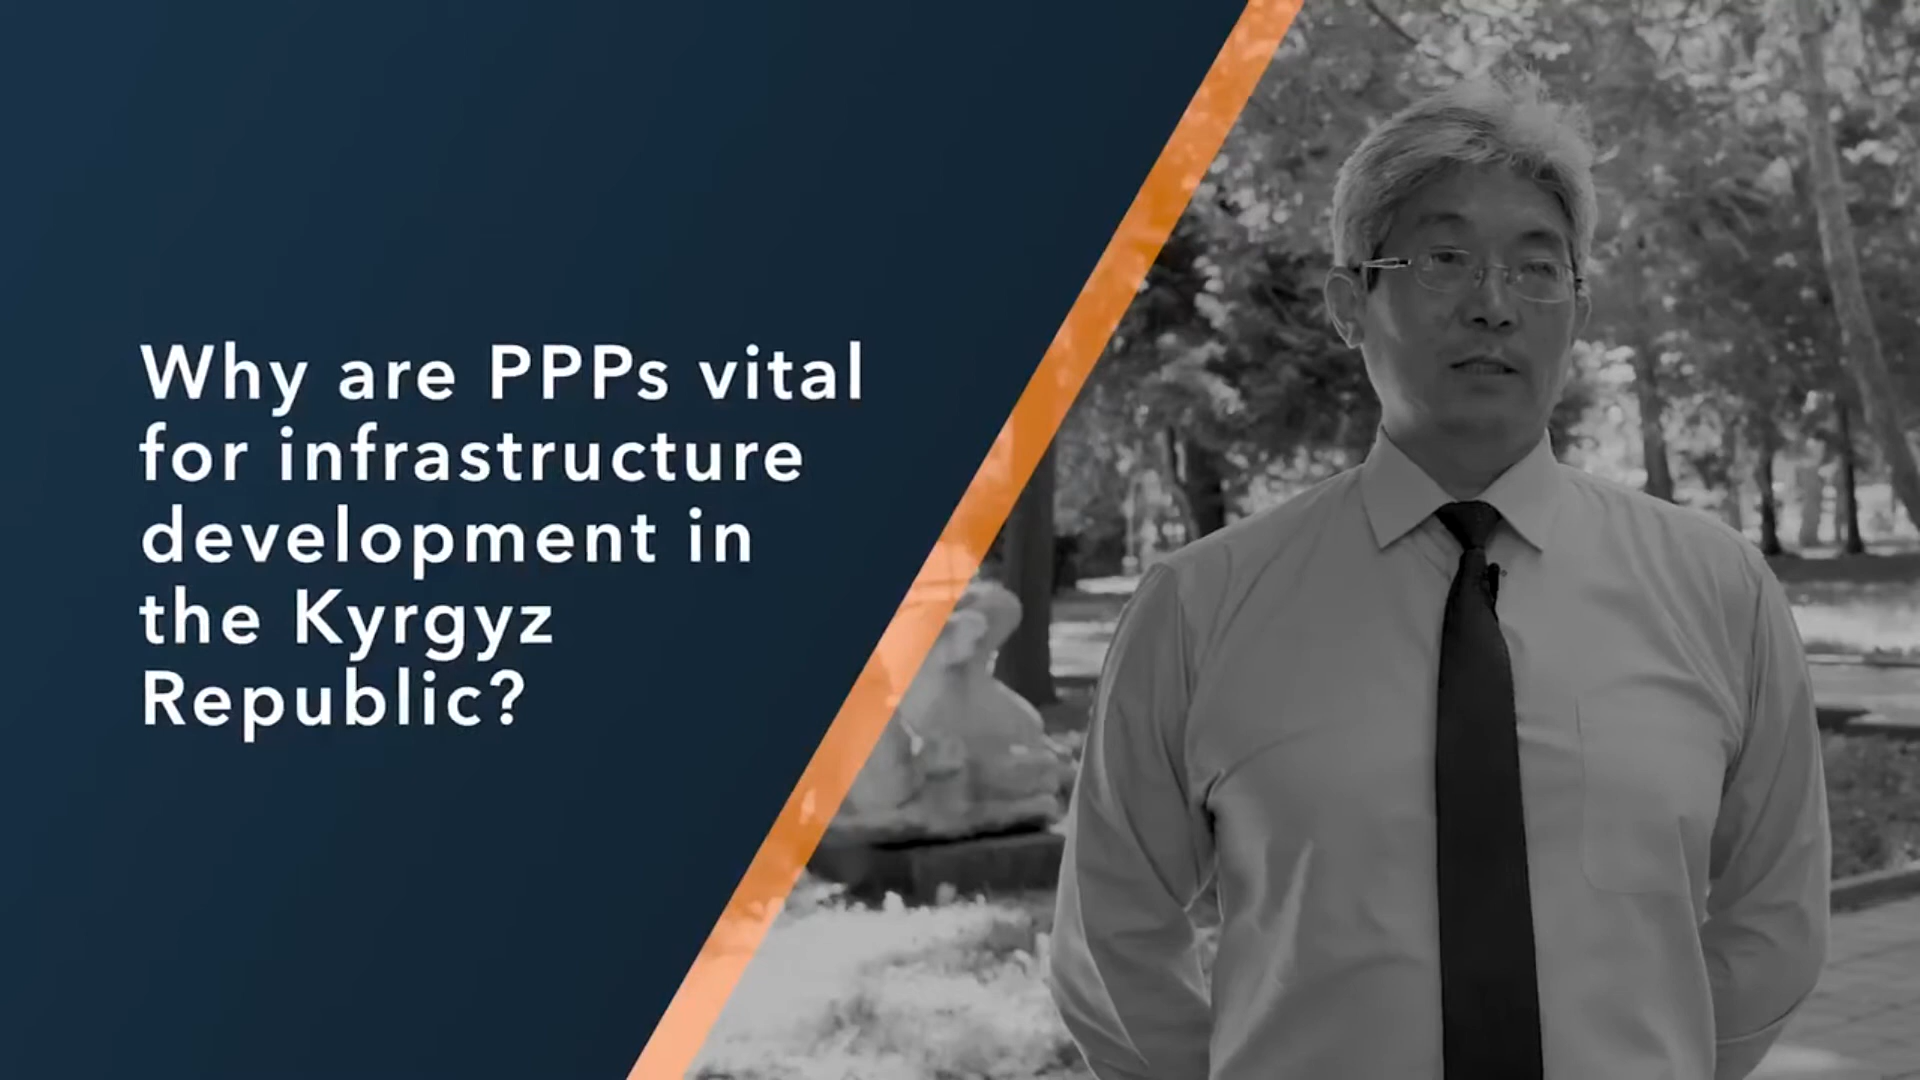 Why are PPPs vital
for infrastructure
development in
the Kyrgyz
Republic?